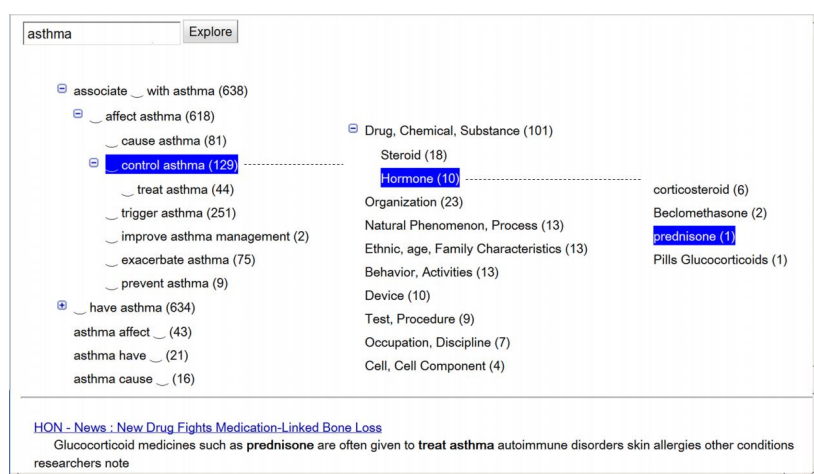 asthma
Explore
associate ‿ with asthma (638)
‿ affect asthma (618)
‿ cause asthma (81)
‿ control asthma (129)
‿ treat asthma (44)
‿ trigger asthma (251)
‿ improve asthma management (2)
‿ exacerbate asthma (75)
‿ prevent asthma (9)
‿ have asthma (634)
asthma affect ‿ (43)
asthma have ‿ (21)
asthma cause ‿ (16)
Drug, Chemical, Substance (101)
Steroid (18)
Hormone (10)
Organization (23)
Natural Phenomenon, Process (13)
Ethnic, age, Family Characteristics (13)
Behavior, Activities (13)
Device (10)
Test, Procedure (9)
Occupation, Discipline (7)
Cell, Cell Component (4)
corticosteroid (6)
Beclomethasone (2)
prednisone (1)
Pills Glucocorticoids (1)
HON - News : New Drug Fights Medication-Linked Bone Loss
Glucocorticoid medicines such as prednisone are often given to treat asthma autoimmune disorders skin allergies other conditions
researchers note